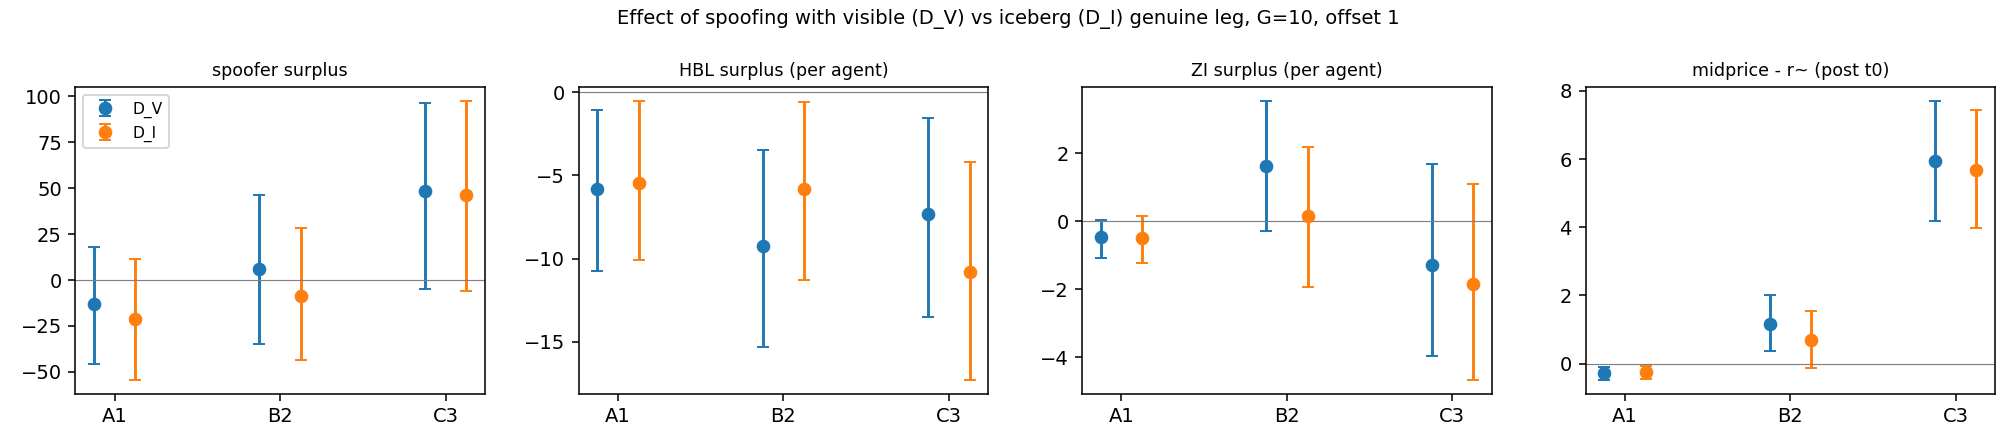 Effect of spoofing with visible (D_V) vs iceberg (D_I) genuine leg, G=10, offset 1
spoofer surplus
100
75
50
25
0
−25
−50
D_V
D_I
A1
B2
C3
HBL surplus (per agent)
0
−5
−10
−15
A1
B2
C3
ZI surplus (per agent)
2
0
−2
−4
A1
B2
C3
midprice - r~ (post t0)
8
6
4
2
0
A1
B2
C3